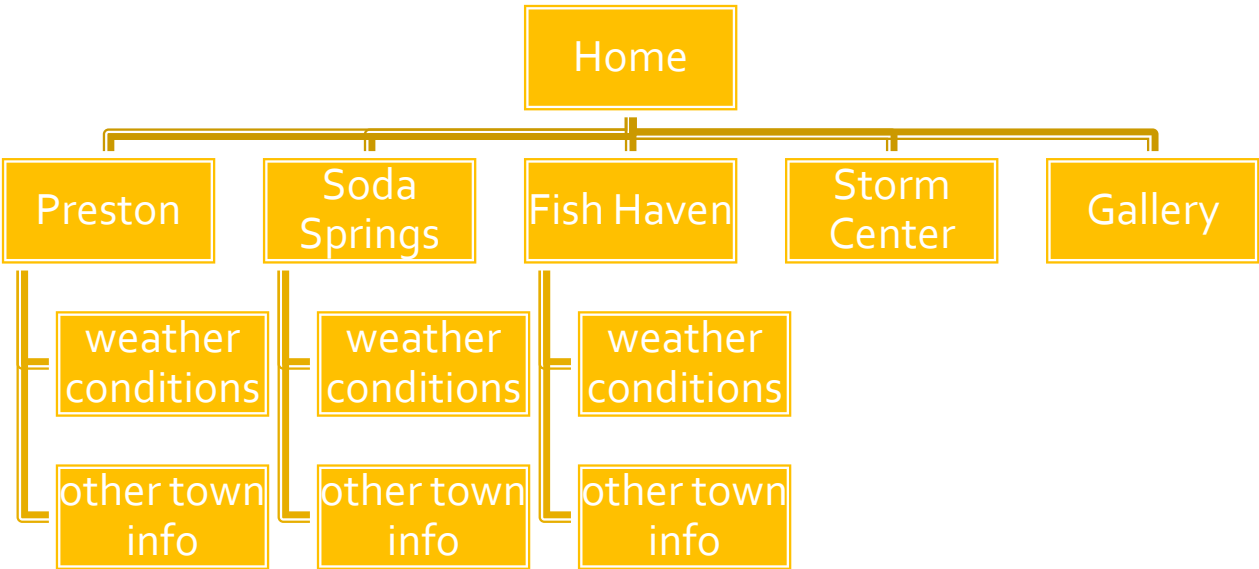 Home
Preston
Soda
Springs
Fish Haven
Storm
Center
Gallery
weather
conditions
weather
conditions
weather
conditions
other town
info
other town
info
other town
info